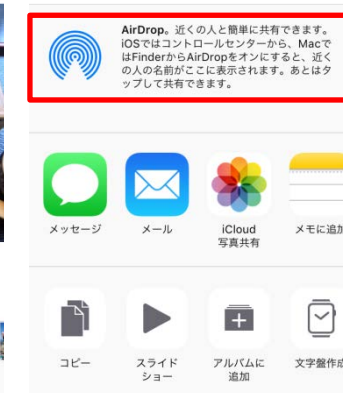 AirDrop。近くの人と簡単に共有できます。
iOSではコントロールセンターから、Macで
はFinderからAirDropをオンにすると、近く
の人の名前がここに表示されます。あとはタ
ップして共有できます。
メッセージ
メール
iCloud
写真共有
メモに追加
コピー
スライド
ショー
アルバムに
追加
文字盤作成